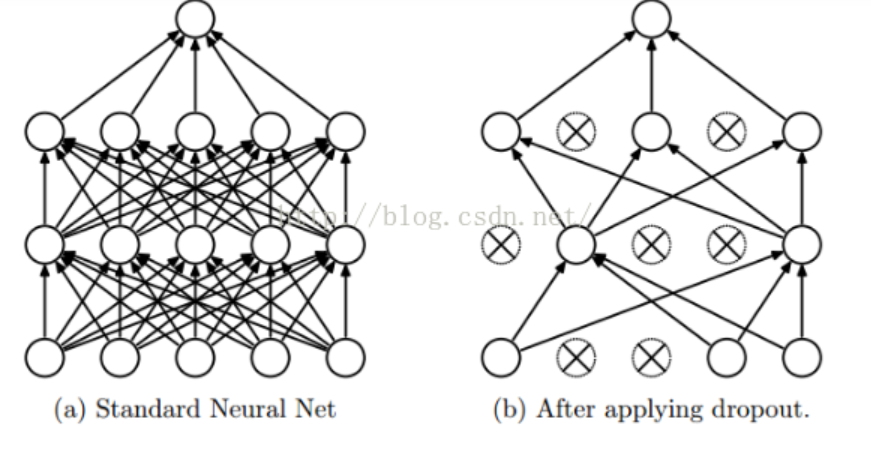 http://blog.csdn.net/
(a) Standard Neural Net
(b) After applying dropout.